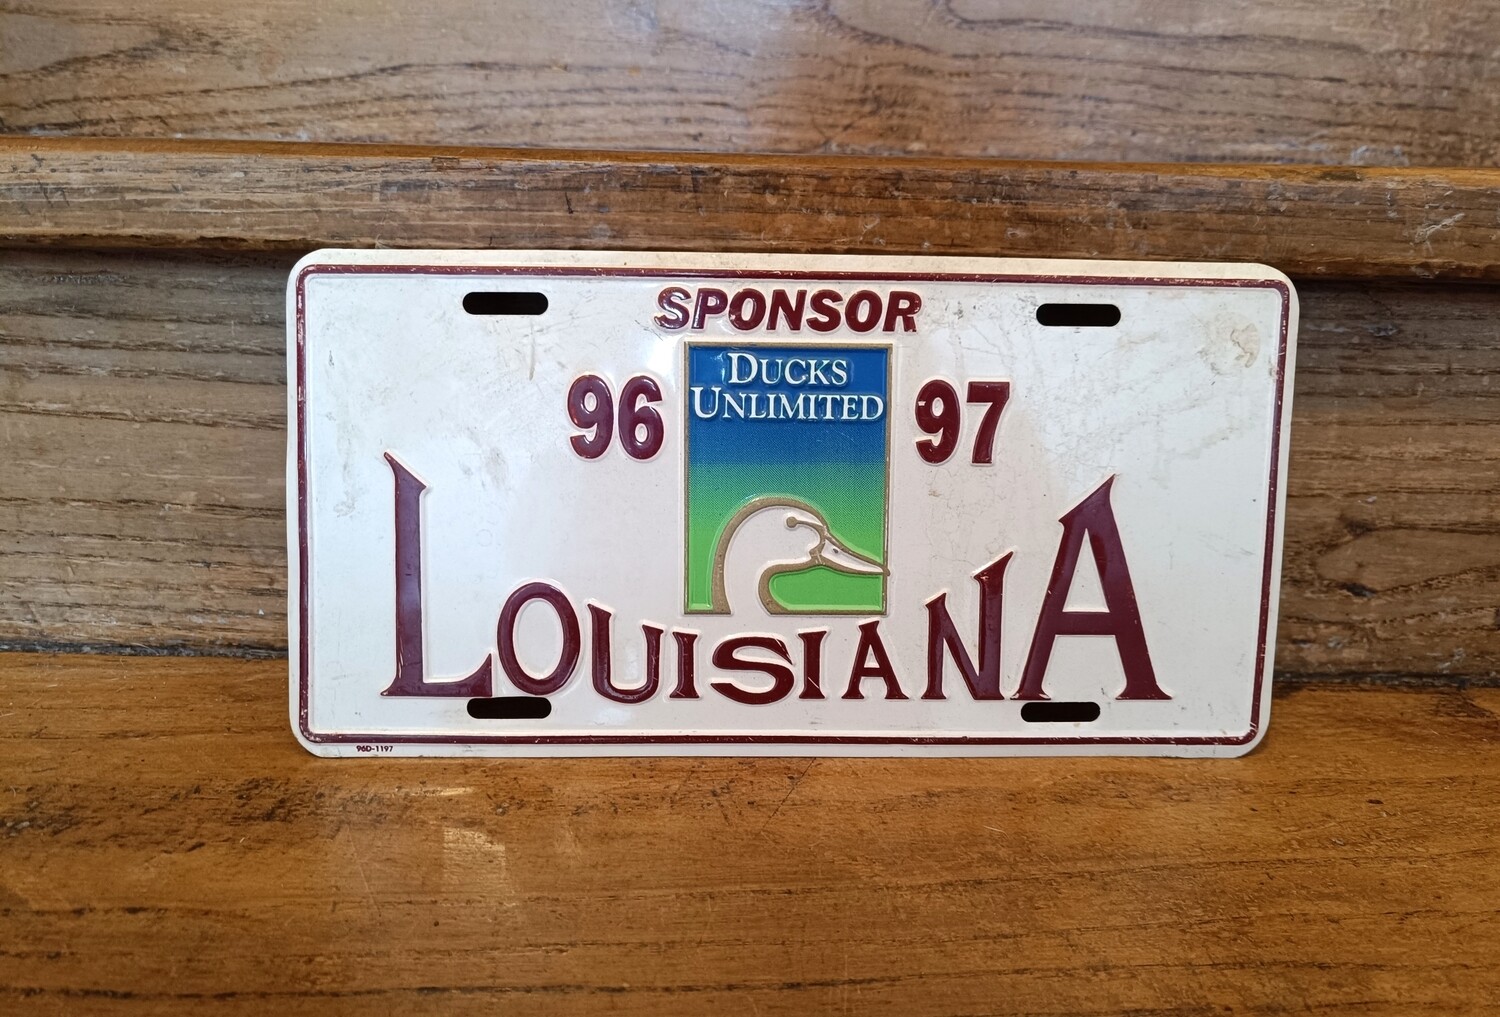 SPONSOR
96 DUCKS UNLIMITED 97
LOUISIANA
96D-1197